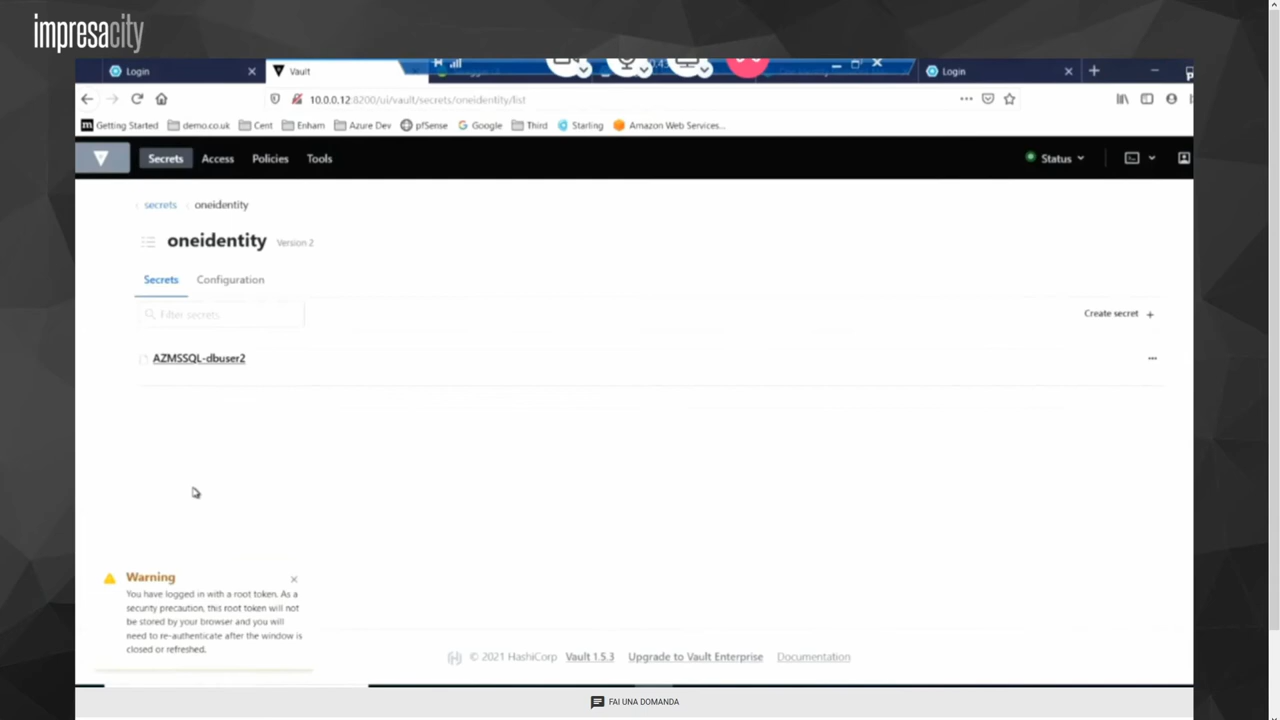 impresacity
Login
Vault
Login
10.0.0.12:8200/ui/vault/secrets/oneidentity/list
Getting Started
demo.co.uk
Cent
Enham
Azure Dev
pfSense
Google
Third
Starling
Amazon Web Services...
Secrets
Access
Policies
Tools
Status
secrets
oneidentity
oneidentity Version 2
Secrets
Configuration
Filter secrets
Create secret +
AZMSSQL-dbuser2
Warning
You have logged in with a root token. As a
security precaution, this root token will not
be stored by your browser and you will
need to re-authenticate after the window is
closed or refreshed.
© 2021 HashiCorp Vault 1.5.3 Upgrade to Vault Enterprise Documentation
FAI UNA DOMANDA